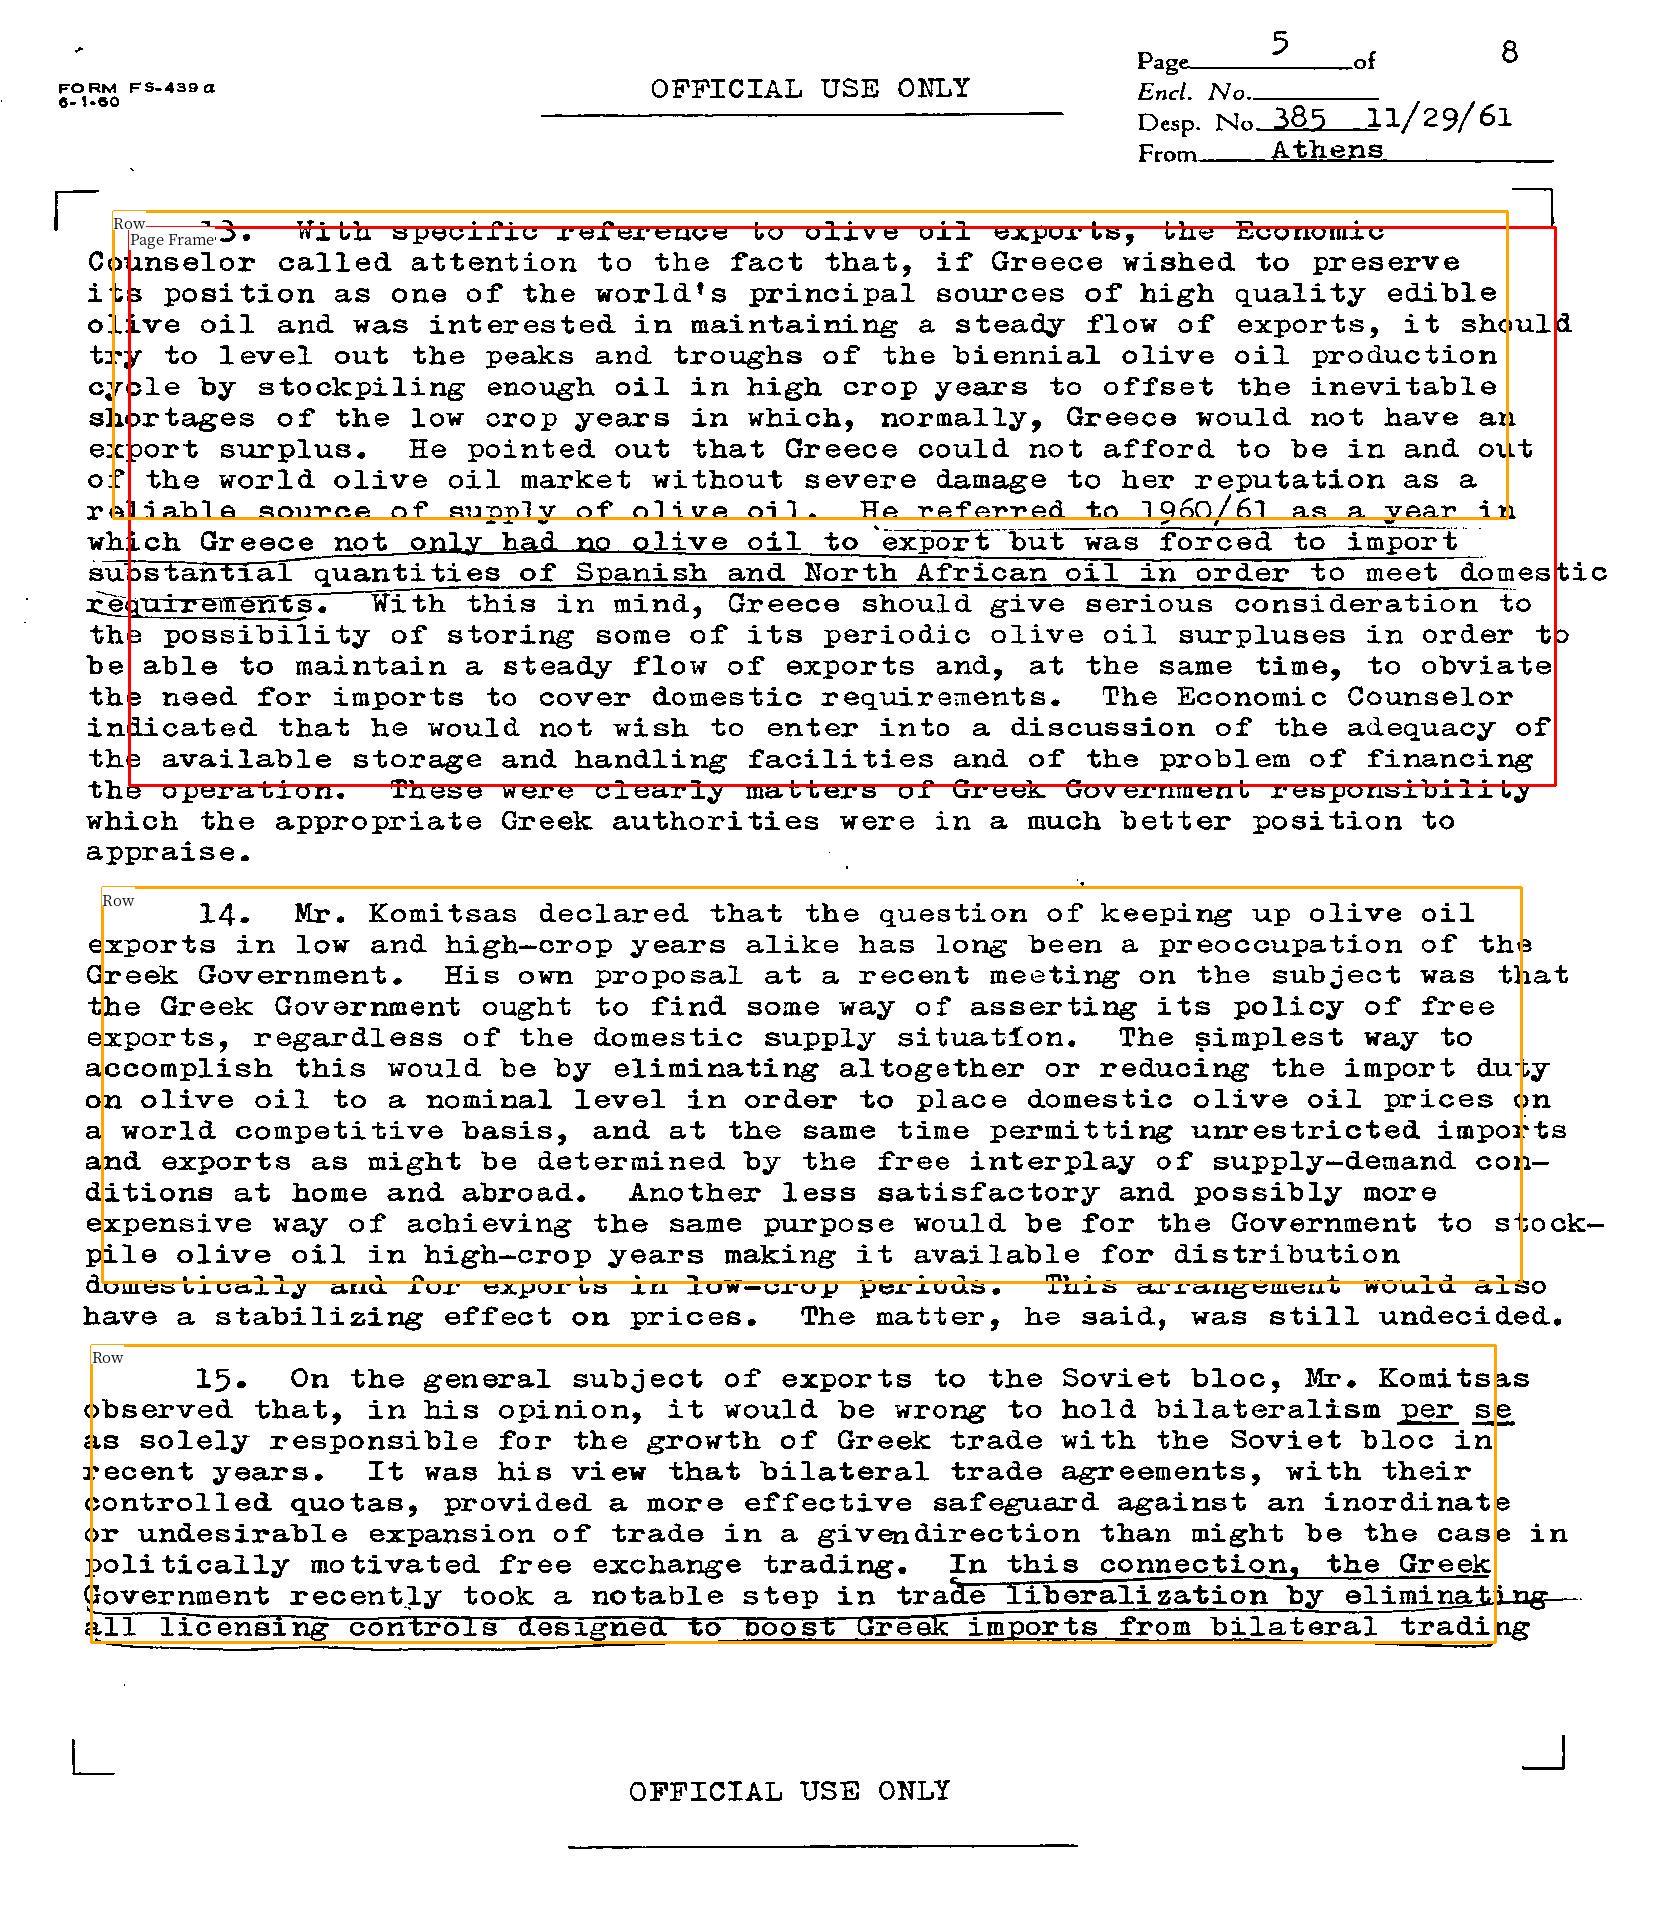 FORM FS-439a
6-1-60
OFFICIAL USE ONLY
Page 5 of 8
Encl. No.
Desp. No. 385 11/29/61
From Athens
Row
Page Frame
13. With specific reference to olive oil exports, the Economic
Counselor called attention to the fact that, if Greece wished to preserve
its position as one of the world's principal sources of high quality edible
olive oil and was interested in maintaining a steady flow of exports, it should
try to level out the peaks and troughs of the biennial olive oil production
cycle by stockpiling enough oil in high crop years to offset the inevitable
shortages of the low crop years in which, normally, Greece would not have an
export surplus. He pointed out that Greece could not afford to be in and out
of the world olive oil market without severe damage to her reputation as a
reliable source of supply of olive oil. He referred to 1960/61 as a year in
which Greece not only had no olive oil to export but was forced to import
substantial quantities of Spanish and North African oil in order to meet domestic
requirements. With this in mind, Greece should give serious consideration to
the possibility of storing some of its periodic olive oil surpluses in order to
be able to maintain a steady flow of exports and, at the same time, to obviate
the need for imports to cover domestic requirements. The Economic Counselor
indicated that he would not wish to enter into a discussion of the adequacy of
the available storage and handling facilities and of the problem of financing
the operation. These were clearly matters of Greek Government responsibility
which the appropriate Greek authorities were in a much better position to
appraise.
Row
14. Mr. Komitsas declared that the question of keeping up olive oil
exports in low and high-crop years alike has long been a preoccupation of the
Greek Government. His own proposal at a recent meeting on the subject was that
the Greek Government ought to find some way of asserting its policy of free
exports, regardless of the domestic supply situation. The simplest way to
accomplish this would be by eliminating altogether or reducing the import duty
on olive oil to a nominal level in order to place domestic olive oil prices on
a world competitive basis, and at the same time permitting unrestricted imports
and exports as might be determined by the free interplay of supply-demand con-
ditions at home and abroad. Another less satisfactory and possibly more
expensive way of achieving the same purpose would be for the Government to stock-
pile olive oil in high-crop years making it available for distribution
domestically and for exports in low-crop periods. This arrangement would also
have a stabilizing effect on prices. The matter, he said, was still undecided.
Row
15. On the general subject of exports to the Soviet bloc, Mr. Komitsas
observed that, in his opinion, it would be wrong to hold bilateralism per se
as solely responsible for the growth of Greek trade with the Soviet bloc in
recent years. It was his view that bilateral trade agreements, with their
controlled quotas, provided a more effective safeguard against an inordinate
or undesirable expansion of trade in a given direction than might be the case in
politically motivated free exchange trading. In this connection, the Greek
Government recently took a notable step in trade liberalization by eliminating
all licensing controls designed to boost Greek imports from bilateral trading
OFFICIAL USE ONLY